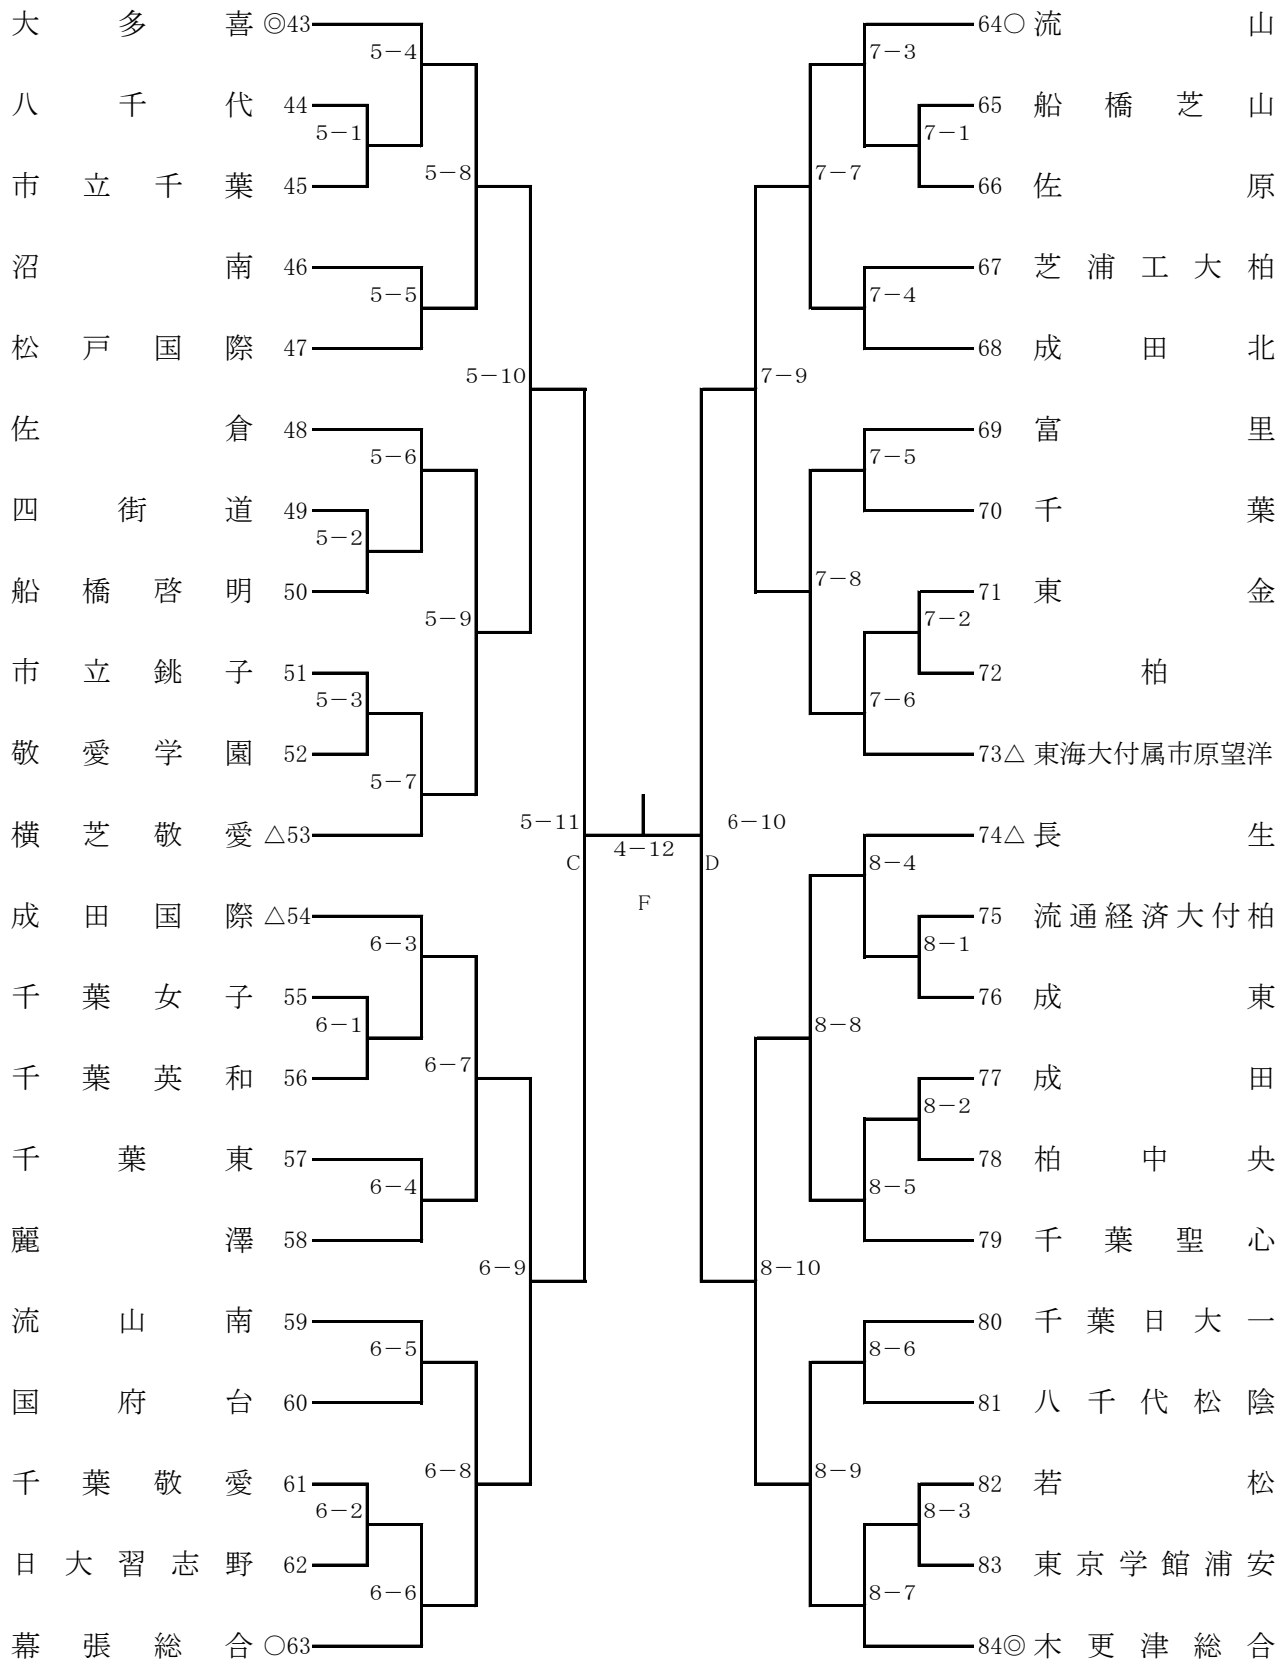 大多喜 ◎43
5－4
八千代 44
5－1
市立千葉 45
5－8
沼南 46
5－5
松戸国際 47
5－10
佐倉 48
5－6
四街道 49
5－2
船橋啓明 50
5－9
市立銚子 51
5－3
敬愛学園 52
5－7
横芝敬愛 △53
5－11
C
成田国際 △54
6－3
千葉女子 55
6－1
千葉英和 56
6－7
千葉東 57
6－4
麗澤 58
6－9
流山南 59
6－5
国府台 60
6－8
千葉敬愛 61
6－2
日大習志野 62
6－6
幕張総合 ○63
4－12
F
64○ 流山
7－3
65 船橋芝山
7－1
66 佐原
7－7
67 芝浦工大柏
7－4
68 成田北
7－9
69 富里
7－5
70 千葉
7－8
71 東金
7－2
72 柏
7－6
73△ 東海大付属市原望洋
6－10
D
74△ 長生
8－4
75 流通経済大付柏
8－1
76 成東
8－8
77 成田
8－2
78 柏中央
8－5
79 千葉聖心
8－10
80 千葉日大一
8－6
81 八千代松陰
8－9
82 若松
8－3
83 東京学館浦安
8－7
84◎ 木更津総合